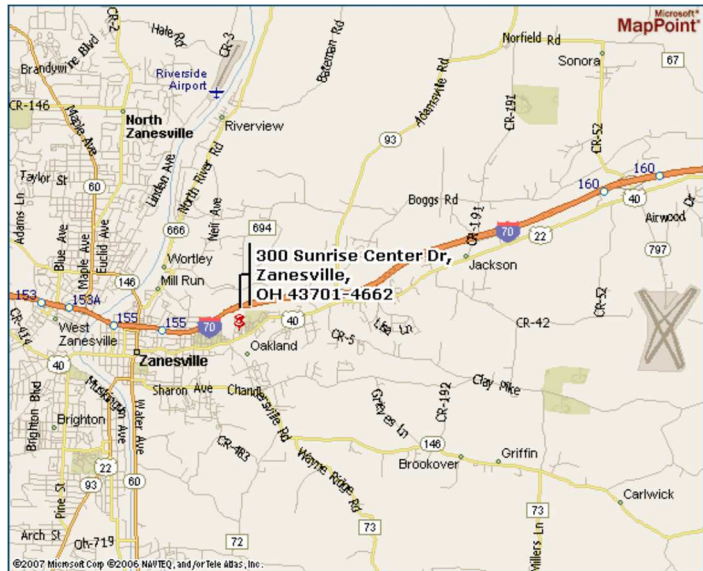 Microsoft®
MapPoint®
Hale Rd
CR-2
CR-3
Bateman Rd
Norfield Rd
Sonora
67
Brandywine Blvd
Riverside
Airport
CR-146
Maple Ave
North
Zanesville
Riverview
Linden Ave
North River Rd
93
Adamsville Rd
CR-191
CR-52
Taylor St
60
160
160
40
Adams Ln
Neir Ave
Boggs Rd
Airwood Dr
666
694
CR-191
70
22
Blue Ave
Maple Ave
Euclid Ave
Wortley
300 Sunrise Center Dr,
Zanesville,
OH 43701-4662
Jackson
797
146
Mill Run
153
153A
155
155
70
40
Lisa Ln
CR-52
CR-42
West
Zanesville
CR-414
CR-5
Zanesville
Oakland
40
Clay Pike
Muskingum Ave
Sharon Ave
Chandlersville Rd
Grieves Ln
CR-192
Brighton Blvd
Brighton
Water Ave
CR-483
146
Griffin
Brookover
22
Wayne Ridge Rd
93
60
Carlwick
Pine St
73
73
Millers Ln
Arch St
Oh-719
72
©2007 Microsoft Corp ©2006 NAVTEQ, and/or Tele Atlas, Inc.